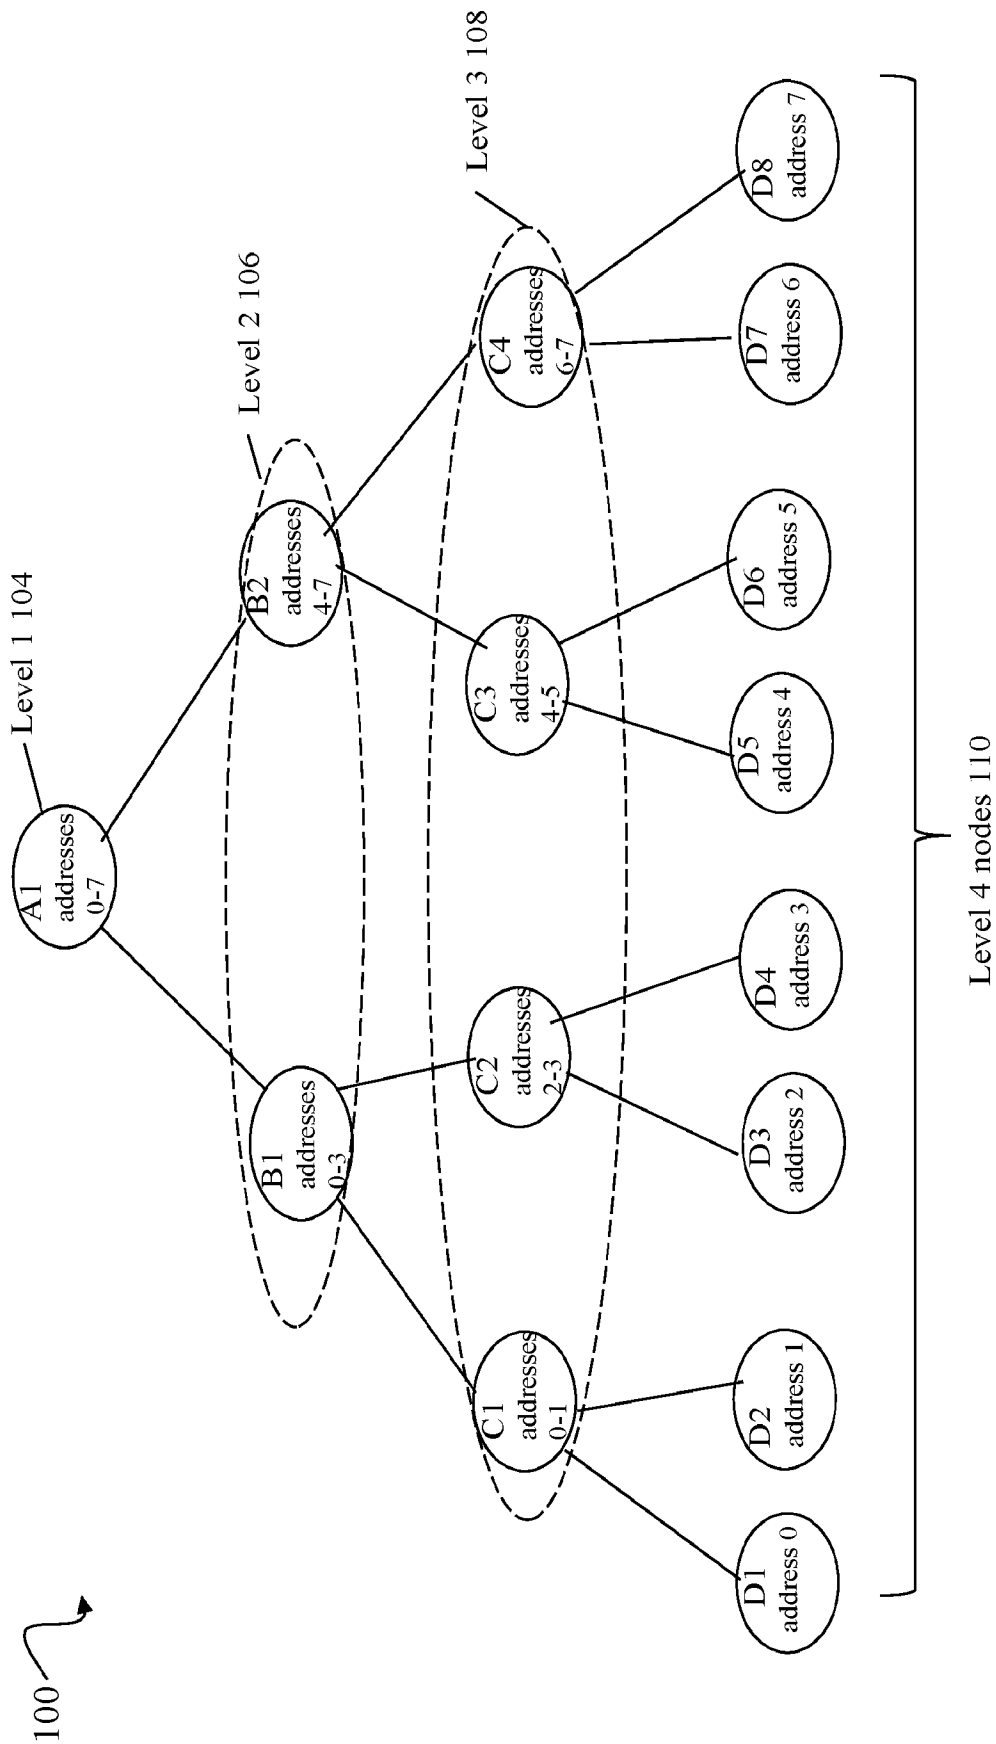 100
Level 1 104
A1
addresses
0-7
Level 2 106
B1
addresses
0-3
B2
addresses
4-7
Level 3 108
C1
addresses
0-1
C2
addresses
2-3
C3
addresses
4-5
C4
addresses
6-7
D1
address 0
D2
address 1
D3
address 2
D4
address 3
D5
address 4
D6
address 5
D7
address 6
D8
address 7
Level 4 nodes 110